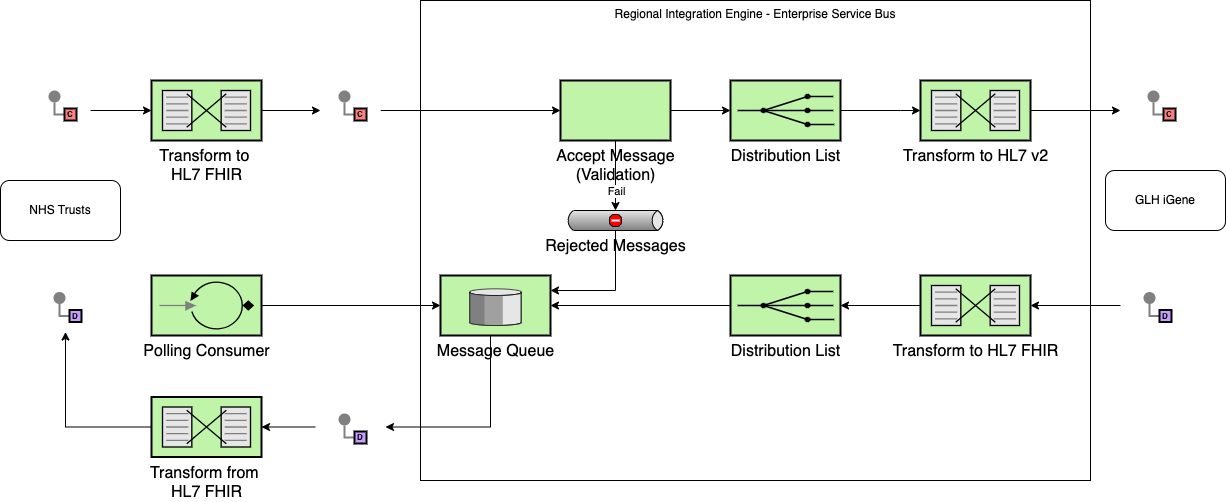 Regional Integration Engine - Enterprise Service Bus
C
C
C
Transform to
HL7 FHIR
Accept Message
(Validation)
Distribution List
Transform to HL7 v2
Fail
NHS Trusts
GLH iGene
Rejected Messages
D
D
Polling Consumer
Message Queue
Distribution List
Transform to HL7 FHIR
D
Transform from
HL7 FHIR